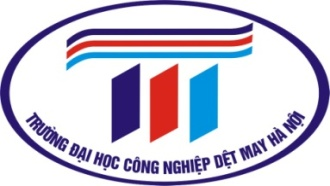 TRƯỜNG ĐẠI HỌC CÔNG NGHIỆP DỆT MAY HÀ NỘI